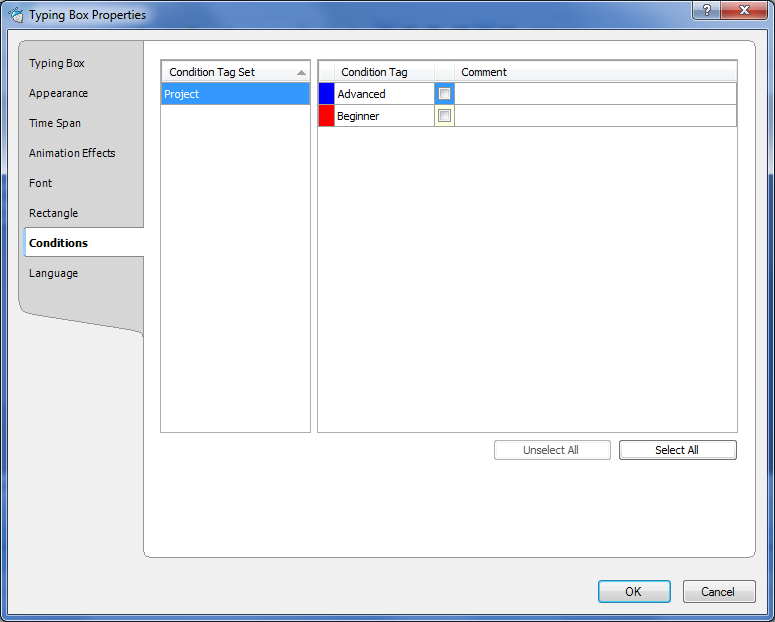 Typing Box Properties
?
X
Typing Box
Appearance
Time Span
Animation Effects
Font
Rectangle
Conditions
Language
Condition Tag Set
Project
Condition Tag Comment
Advanced
Beginner
Unselect All Select All
OK Cancel